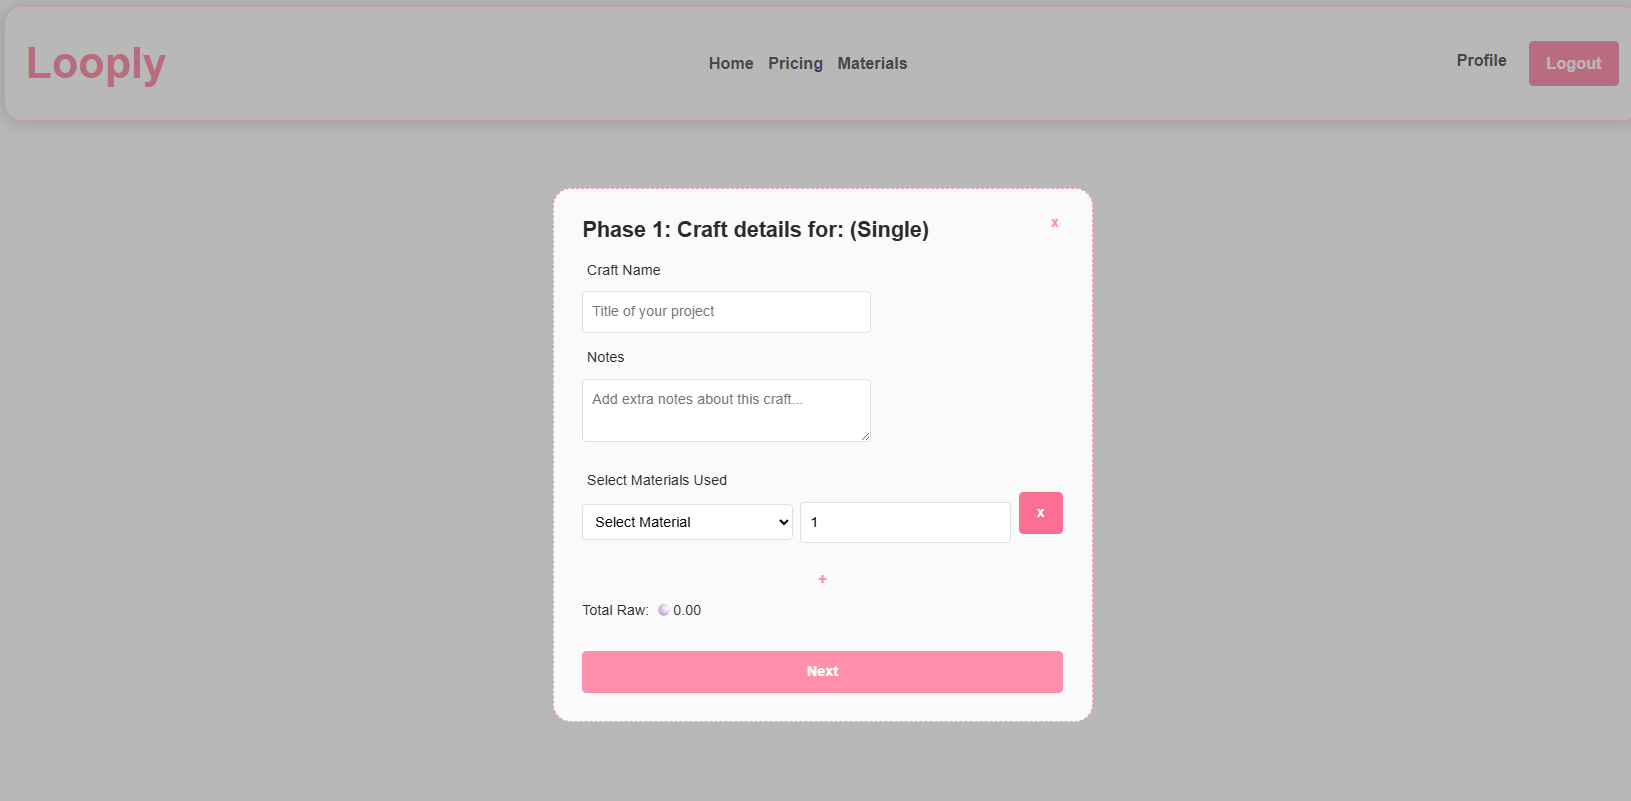 Looply
Home Pricing Materials
Profile
Logout
Phase 1: Craft details for: (Single)
x
Craft Name
Title of your project
Notes
Add extra notes about this craft...
Select Materials Used
Select Material
1
x
+
Total Raw: 0.00
Next